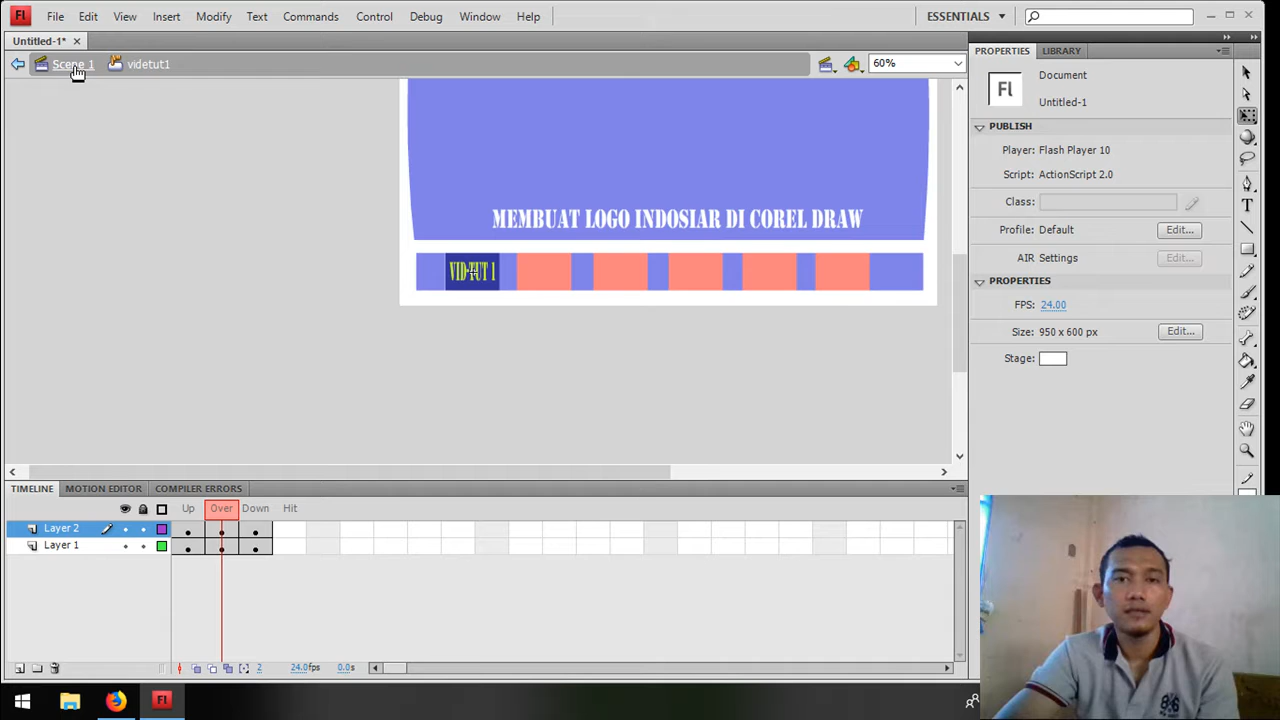 Fl File Edit View Insert Modify Text Commands Control Debug Window Help ESSENTIALS
Untitled-1*
Scene 1 videtut1 60%
PROPERTIES LIBRARY
Fl Document
Untitled-1
PUBLISH
Player: Flash Player 10
Script: ActionScript 2.0
Class:
Profile: Default Edit...
AIR Settings Edit...
PROPERTIES
FPS: 24.00
Size: 950 x 600 px Edit...
Stage:
MEMBUAT LOGO INDOSIAR DI COREL DRAW
VID TUT 1
TIMELINE MOTION EDITOR COMPILER ERRORS
Up Over Down Hit
Layer 2
Layer 1
2 24.0fps 0.0s
Fl